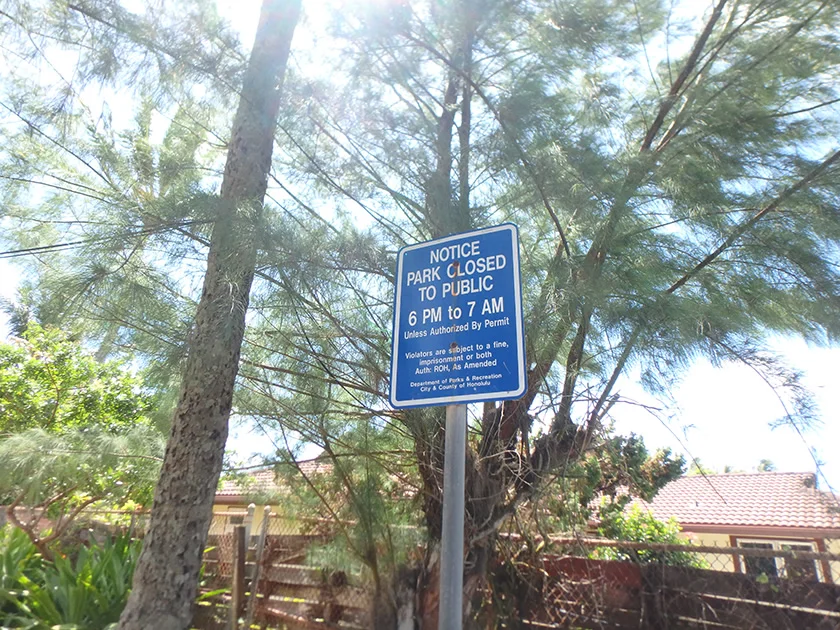 NOTICE
PARK CLOSED
TO PUBLIC
6 PM to 7 AM
Unless Authorized By Permit
Violators are subject to a fine,
imprisonment or both
Auth: ROH, As Amended
Department of Parks & Recreation
City & County of Honolulu